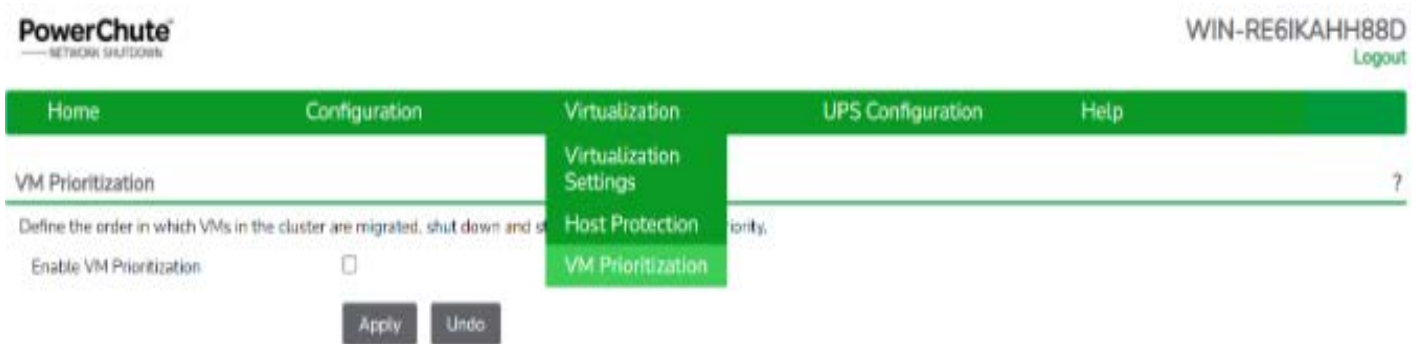 PowerChute
NETWORK SHUTDOWN
WIN-RE6IKAHH88D
Logout
Home Configuration Virtualization UPS Configuration Help
Virtualization
Settings
Host Protection
VM Prioritization
VM Prioritization
?
Define the order in which VMs in the cluster are migrated, shut down and
Enable VM Prioritization
Apply Undo